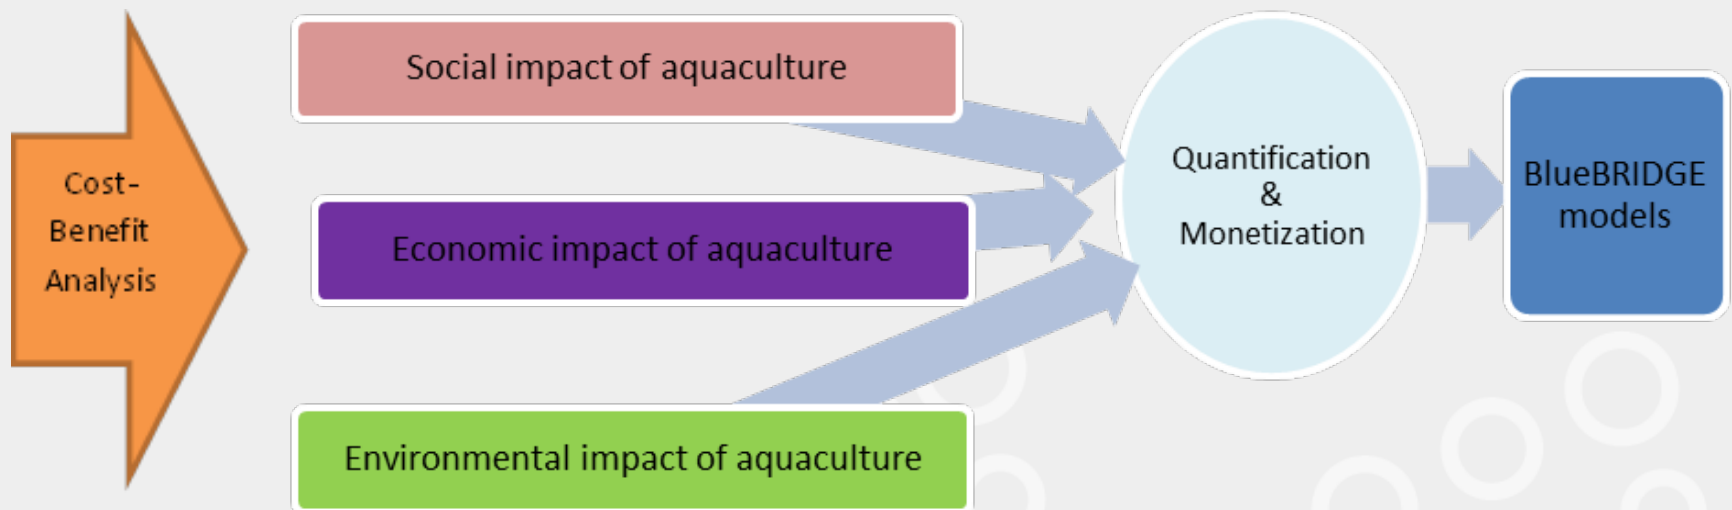 Cost-
Benefit
Analysis
Social impact of aquaculture
Economic impact of aquaculture
Environmental impact of aquaculture
Quantification
&
Monetization
BlueBRIDGE
models